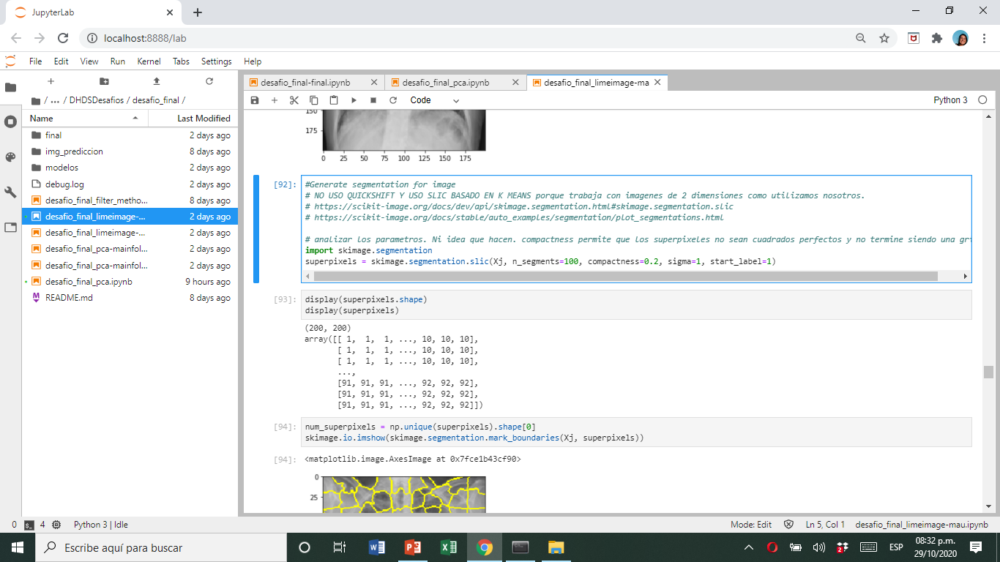 JupyterLab
localhost:8888/lab
File Edit View Run Kernel Tabs Settings Help
/ ... / DHDSDesafios / desafio_final /
Name Last Modified
final 2 days ago
img_prediccion 8 days ago
modelos 2 days ago
debug.log 2 days ago
desafio_final_filter_metho... 8 days ago
desafio_final_limeimage-... 2 days ago
desafio_final_limeimage-... 2 days ago
desafio_final_pca-mainfol... 2 days ago
desafio_final_pca-mainfol... 2 days ago
desafio_final_pca.ipynb 9 hours ago
README.md 8 days ago
desafio_final-final.ipynb desafio_final_pca.ipynb desafio_final_limeimage-ma
Code Python 3
150
175
0 25 50 75 100 125 150 175
[92]:
#Generate segmentation for image
# NO USO QUICKSHIFT Y USO SLIC BASADO EN K MEANS porque trabaja con imagenes de 2 dimensiones como utilizamos nosotros.
# https://scikit-image.org/docs/dev/api/skimage.segmentation.html#skimage.segmentation.slic
# https://scikit-image.org/docs/stable/auto_examples/segmentation/plot_segmentations.html
# analizar los parametros. Ni idea que hacen. compactness permite que los superpixeles no sean cuadrados perfectos y no termine siendo una gri
import skimage.segmentation
superpixels = skimage.segmentation.slic(Xj, n_segments=100, compactness=0.2, sigma=1, start_label=1)
[93]:
display(superpixels.shape)
display(superpixels)
(200, 200)
array([[ 1,  1,  1, ..., 10, 10, 10],
[ 1,  1,  1, ..., 10, 10, 10],
[ 1,  1,  1, ..., 10, 10, 10],
...,
[91, 91, 91, ..., 92, 92, 92],
[91, 91, 91, ..., 92, 92, 92],
[91, 91, 91, ..., 92, 92, 92]])
[94]:
num_superpixels = np.unique(superpixels).shape[0]
skimage.io.imshow(skimage.segmentation.mark_boundaries(Xj, superpixels))
[94]: <matplotlib.image.AxesImage at 0x7fce1b43cf90>
0
25
0 4 Python 3 | Idle Mode: Edit Ln 5, Col 1 desafio_final_limeimage-mau.ipynb
Escribe aquí para buscar
ESP
08:32 p.m.
29/10/2020